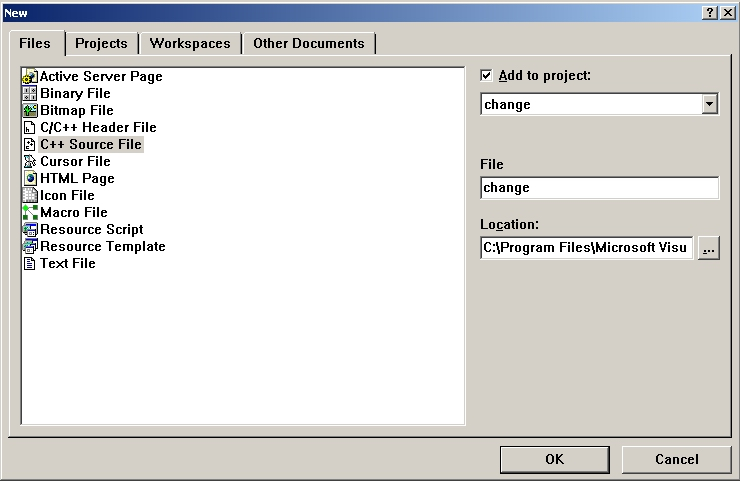 New
Files Projects Workspaces Other Documents
Active Server Page
Binary File
Bitmap File
C/C++ Header File
C++ Source File
Cursor File
HTML Page
Icon File
Macro File
Resource Script
Resource Template
Text File
Add to project:
change
File
change
Location:
C:\Program Files\Microsoft Visu
...
OK Cancel